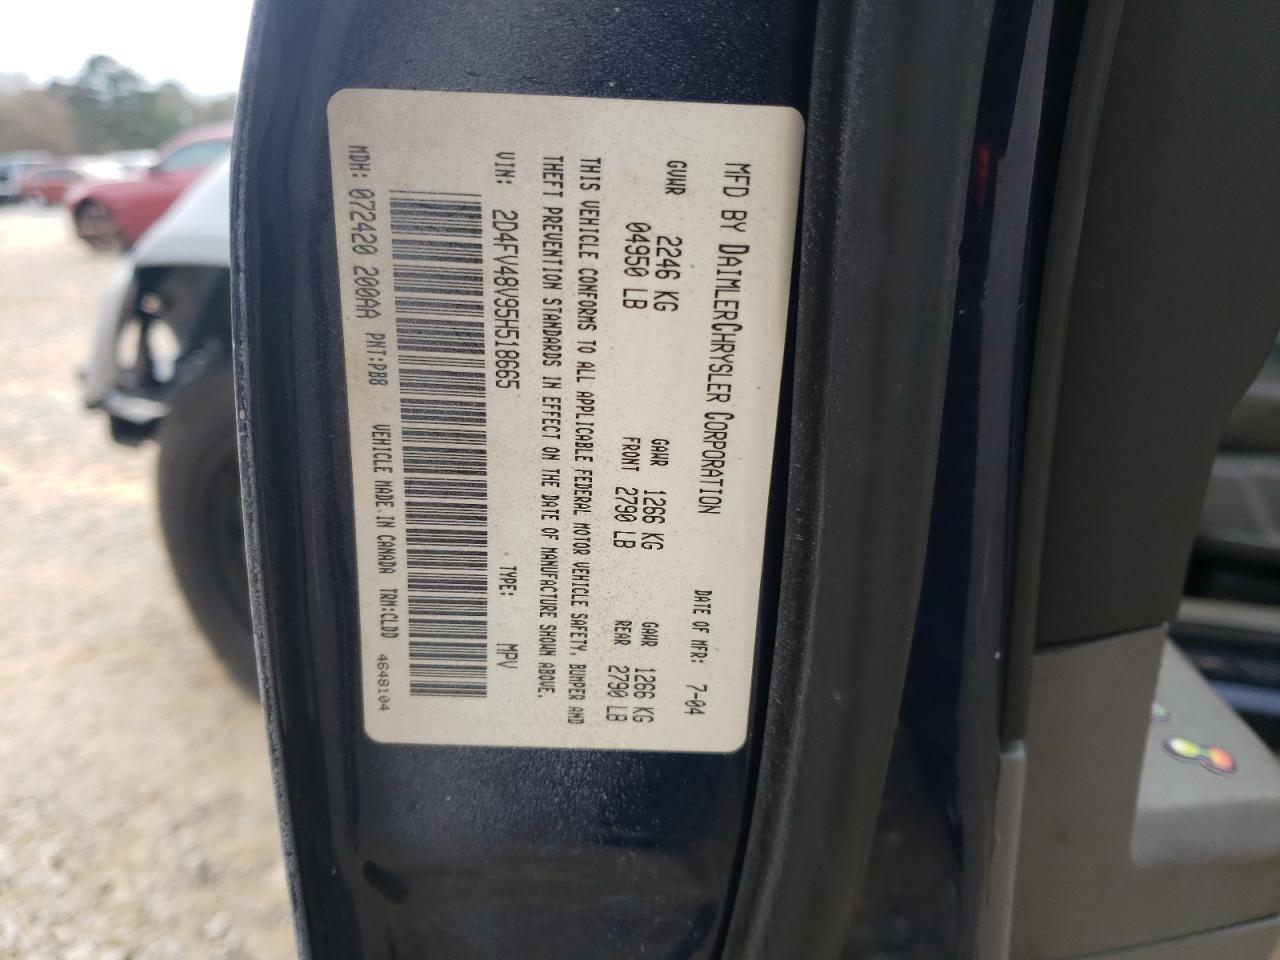 MFD BY DAIMLERCHRYSLER CORPORATION DATE OF MFR: 7-04
GVWR 2246 KG GAWR 1266 KG GAWR 1266 KG
04950 LB FRONT 2790 LB REAR 2790 LB
THIS VEHICLE CONFORMS TO ALL APPLICABLE FEDERAL MOTOR VEHICLE SAFETY, BUMPER AND
THEFT PREVENTION STANDARDS IN EFFECT ON THE DATE OF MANUFACTURE SHOWN ABOVE.
VIN: 2D4FV48V95H518665 TYPE: MPV
MDH: 072420 200AA PNT:PB8 VEHICLE MADE IN CANADA TRM:CLDD 4648104